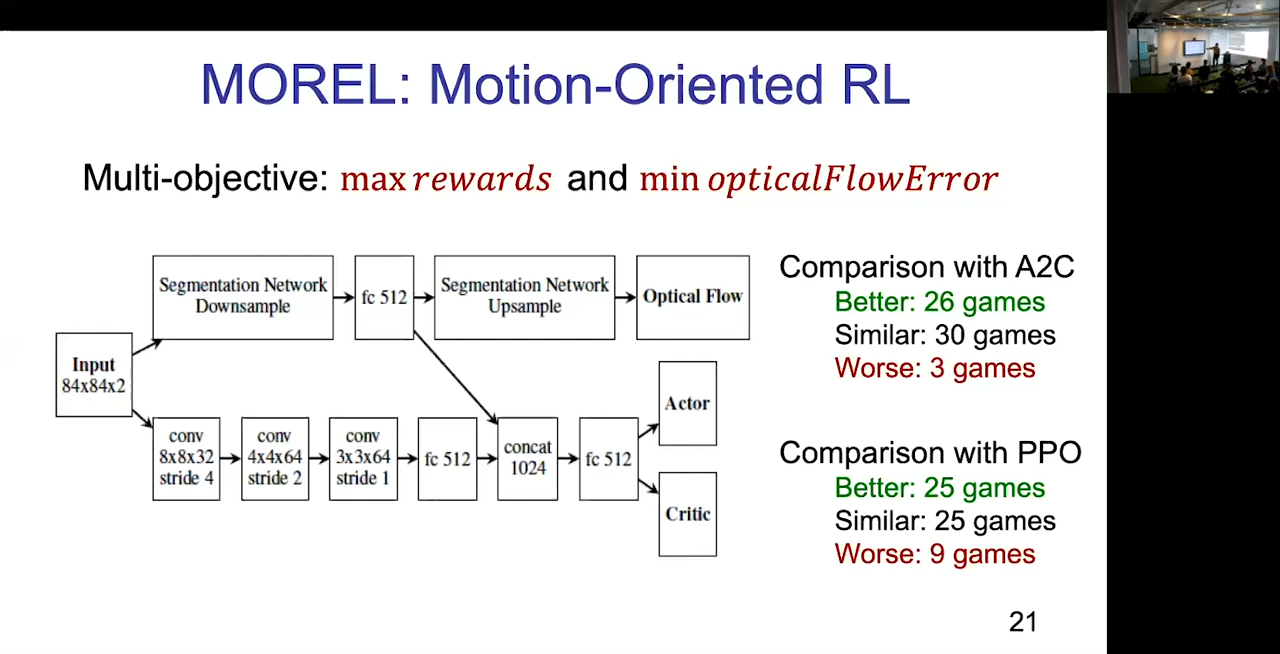 MOREL: Motion-Oriented RL
Multi-objective: max rewards and min opticalFlowError
Segmentation Network
Downsample
fc 512
Segmentation Network
Upsample
Optical Flow
Input
84x84x2
conv
8x8x32
stride 4
conv
4x4x64
stride 2
conv
3x3x64
stride 1
fc 512
concat
1024
fc 512
Actor
Critic
Comparison with A2C
Better: 26 games
Similar: 30 games
Worse: 3 games
Comparison with PPO
Better: 25 games
Similar: 25 games
Worse: 9 games
21